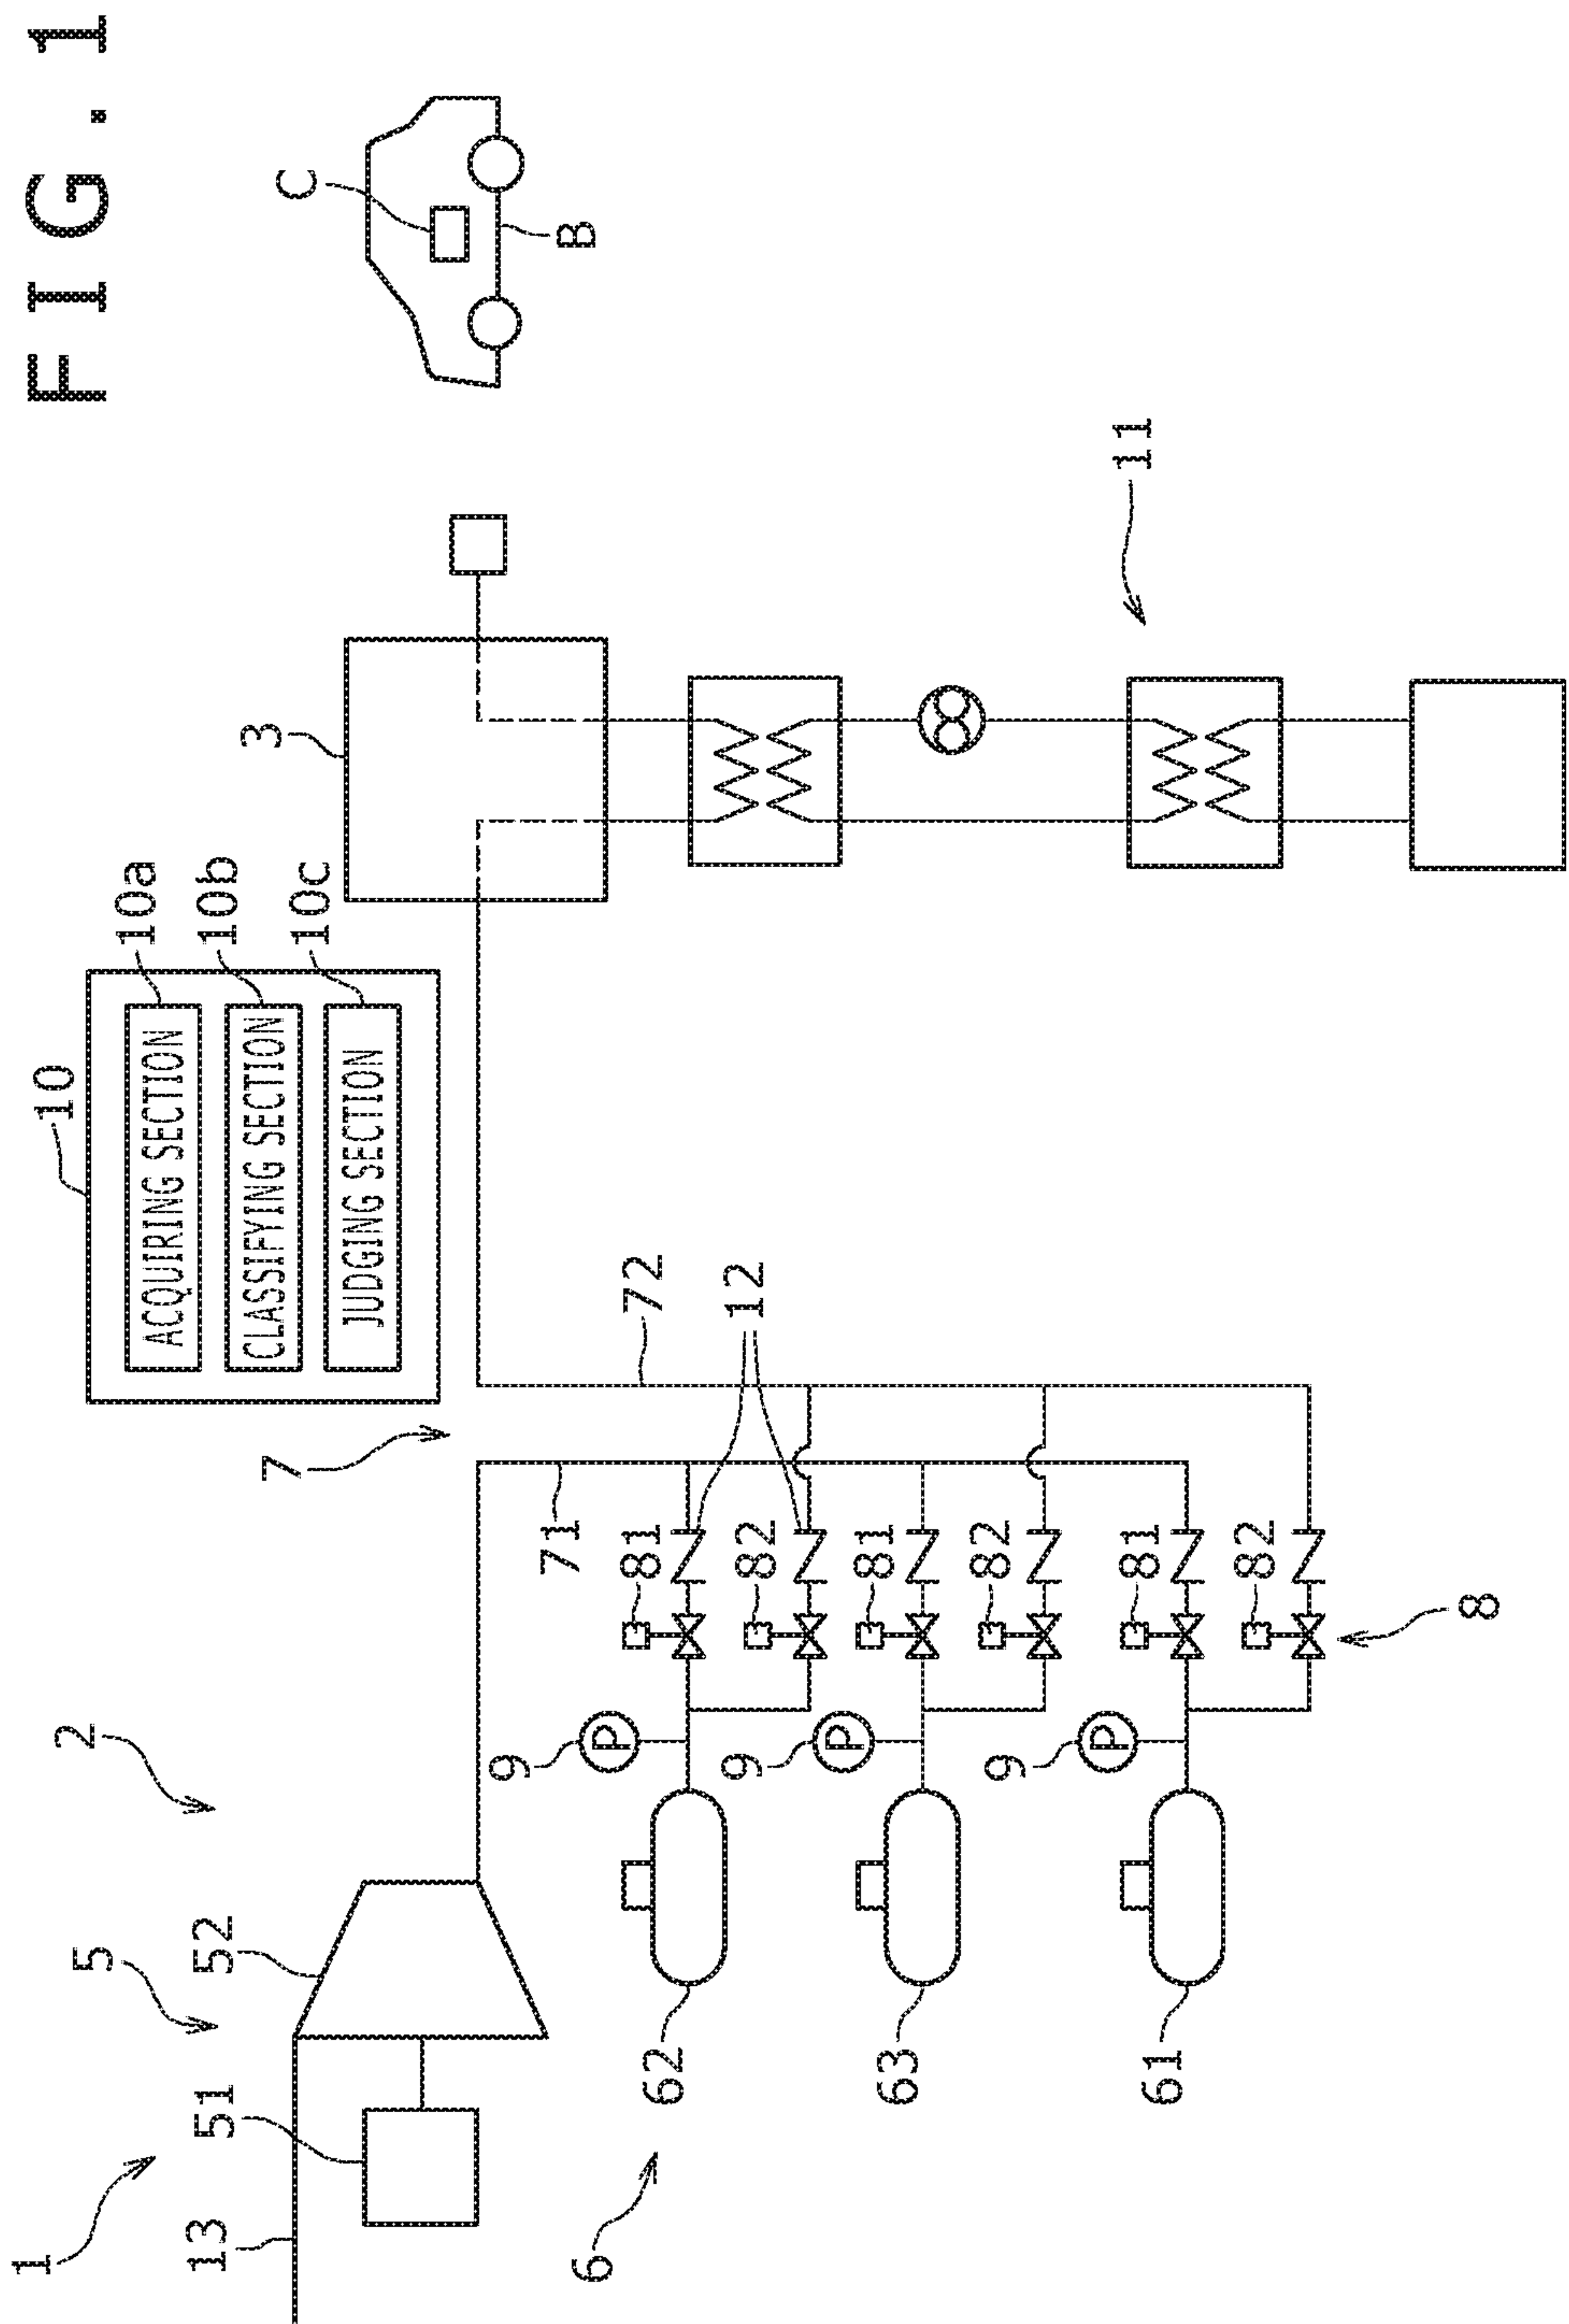 FIG.1
1
2
5
13
51
52
10
ACQUIRING SECTION
10a
CLASSIFYING SECTION
10b
JUDGING SECTION
10c
3
C
B
7
71
72
12
6
62
9
P
81
82
63
9
P
81
82
61
9
P
81
82
8
11